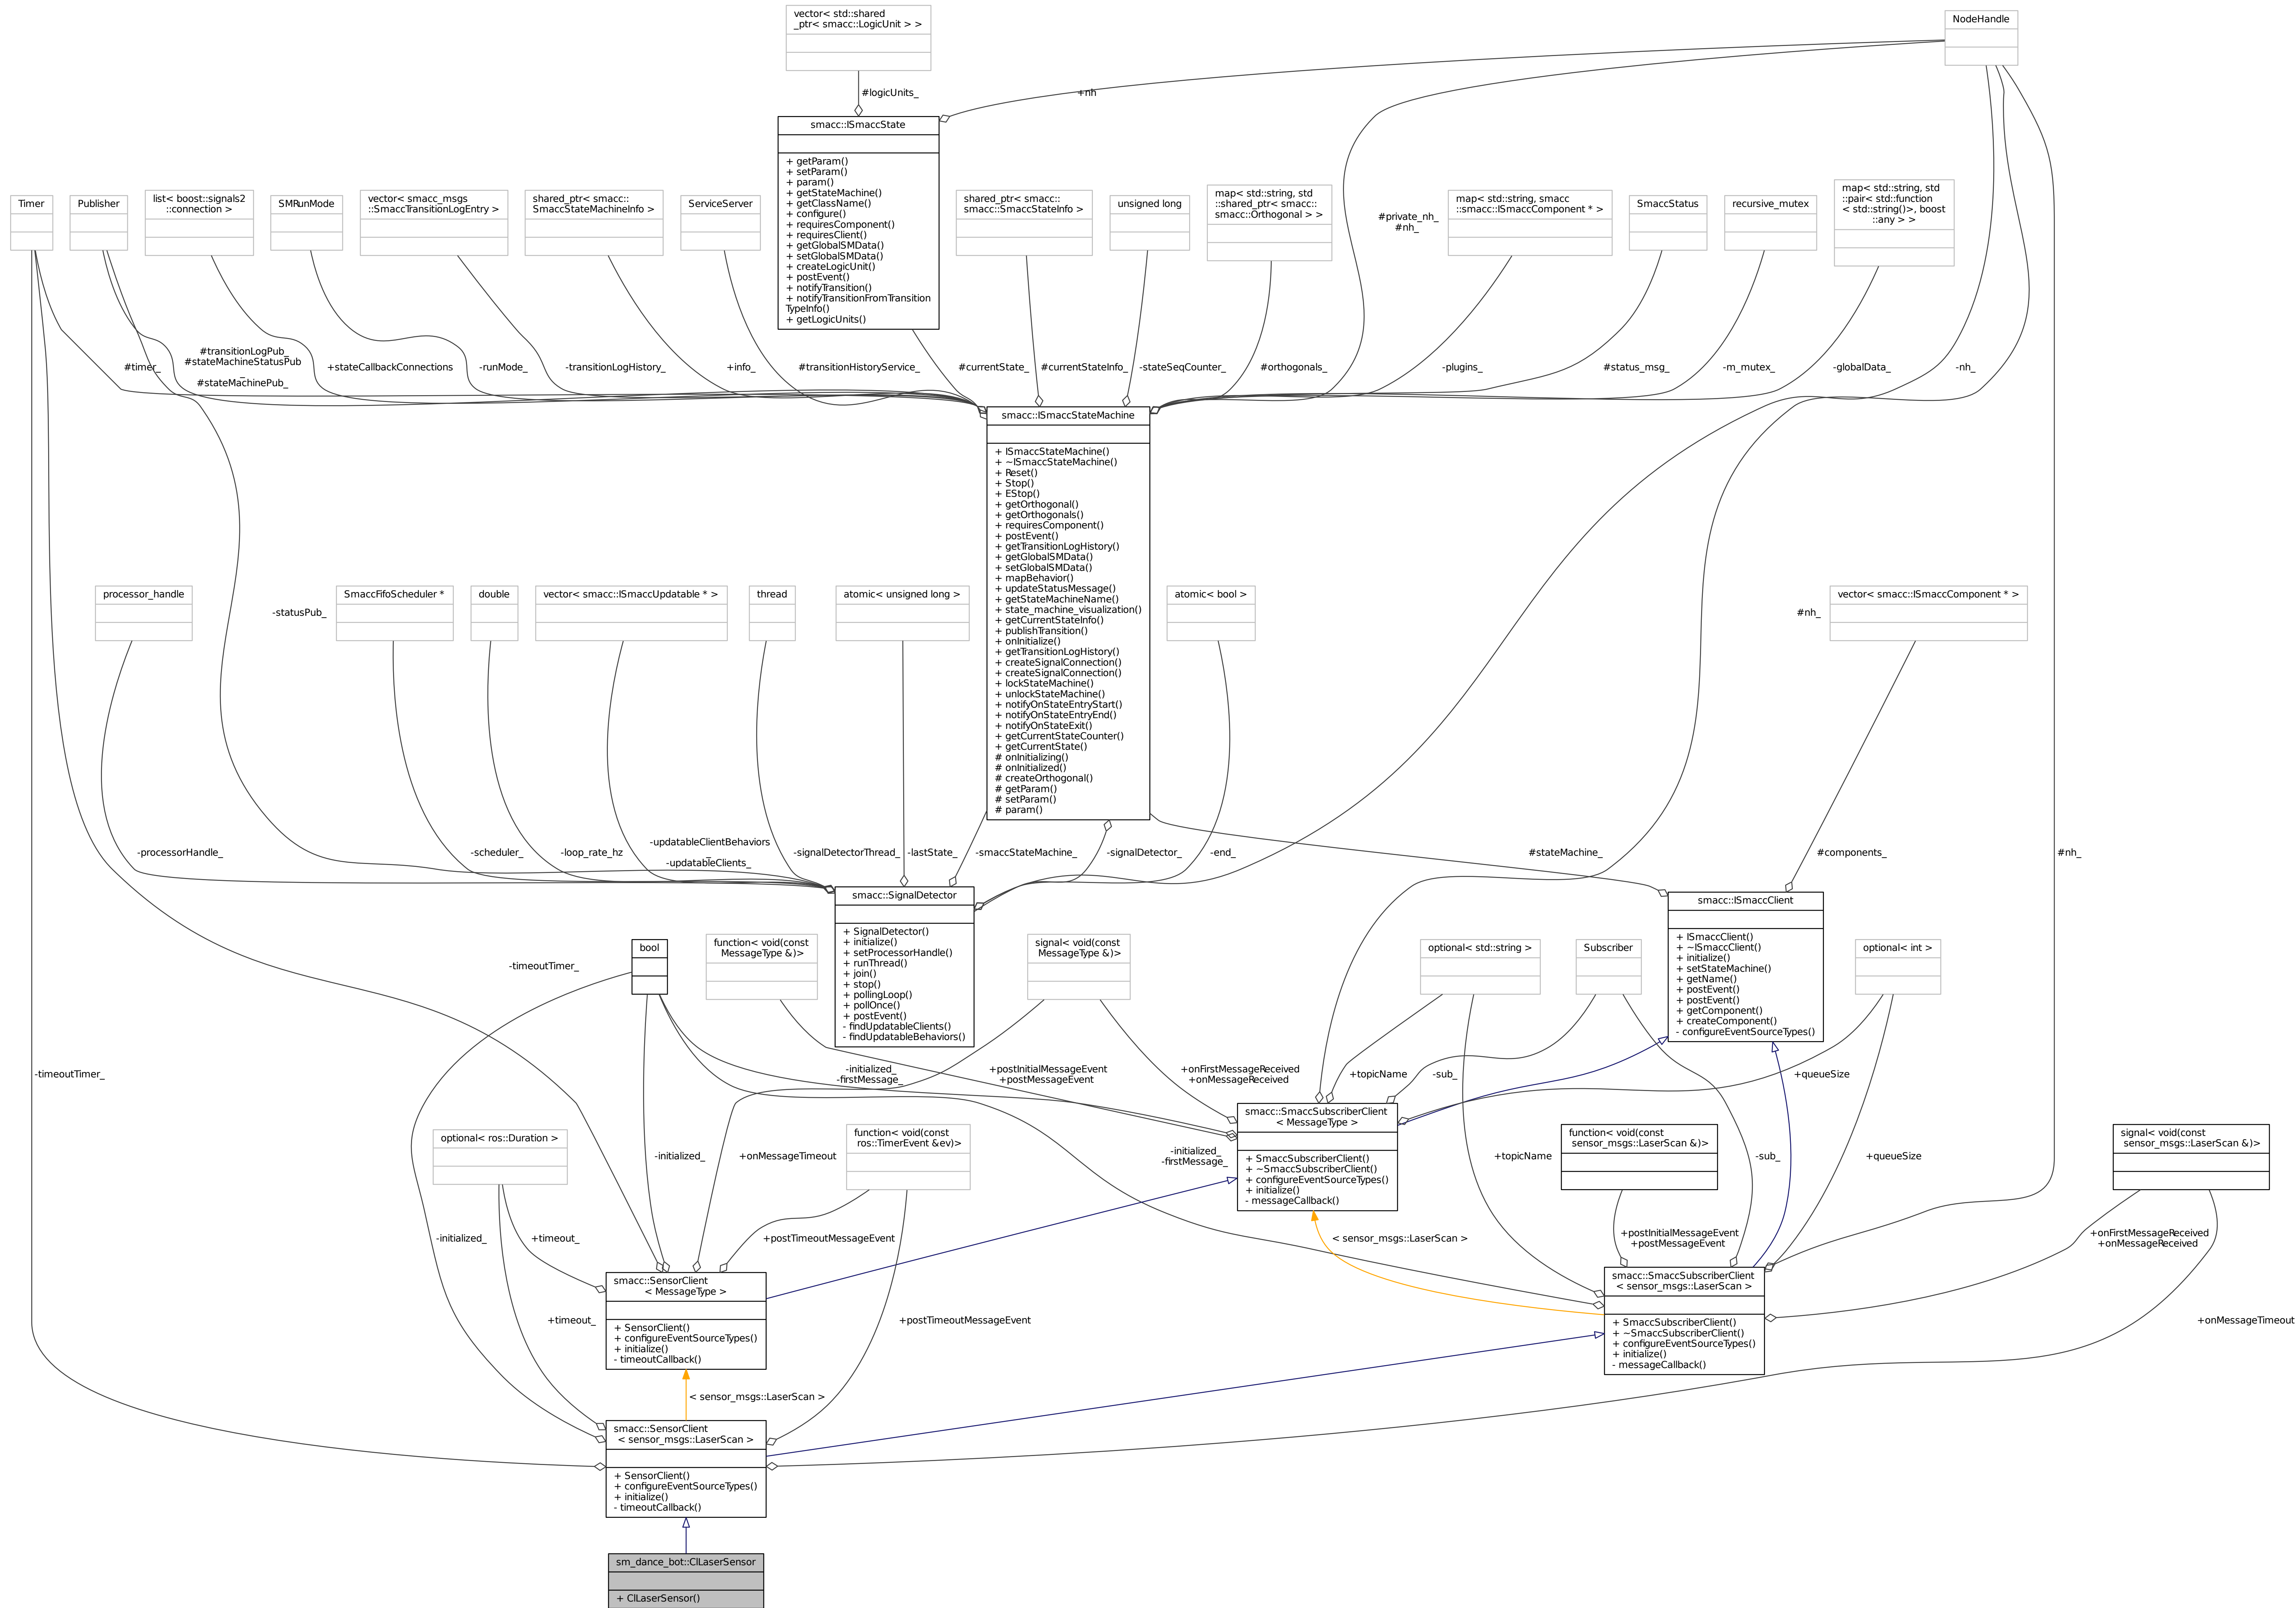 vector< std::shared
_ptr< smacc::LogicUnit > >
NodeHandle
#logicUnits_
+nh
smacc::ISmaccState
+ getParam()
+ setParam()
+ param()
+ getStateMachine()
+ getClassName()
+ configure()
+ requiresComponent()
+ requiresClient()
+ getGlobalSMData()
+ setGlobalSMData()
+ createLogicUnit()
+ postEvent()
+ notifyTransition()
+ notifyTransitionFromTransition
TypeInfo()
+ getLogicUnits()
Timer
Publisher
list< boost::signals2
::connection >
SMRunMode
vector< smacc_msgs
::SmaccTransitionLogEntry >
shared_ptr< smacc::
SmaccStateMachineInfo >
ServiceServer
shared_ptr< smacc::
smacc::SmaccStateInfo >
unsigned long
map< std::string, std
::shared_ptr< smacc::
smacc::Orthogonal > >
#private_nh_
#nh_
map< std::string, smacc
::smacc::ISmaccComponent * >
SmaccStatus
recursive_mutex
map< std::string, std
::pair< std::function
< std::string()>, boost
::any > >
#timer_
#transitionLogPub_
#stateMachineStatusPub
_
#stateMachinePub_
+stateCallbackConnections
-runMode_
-transitionLogHistory_
+info_
#transitionHistoryService_
#currentState_
#currentStateInfo_
-stateSeqCounter_
#orthogonals_
-plugins_
#status_msg_
-m_mutex_
-globalData_
-nh_
smacc::ISmaccStateMachine
+ ISmaccStateMachine()
+ ~ISmaccStateMachine()
+ Reset()
+ Stop()
+ EStop()
+ getOrthogonal()
+ getOrthogonals()
+ requiresComponent()
+ postEvent()
+ getTransitionLogHistory()
+ getGlobalSMData()
+ setGlobalSMData()
+ mapBehavior()
+ updateStatusMessage()
+ getStateMachineName()
+ state_machine_visualization()
+ getCurrentStateInfo()
+ publishTransition()
+ onInitialize()
+ getTransitionLogHistory()
+ createSignalConnection()
+ createSignalConnection()
+ lockStateMachine()
+ unlockStateMachine()
+ notifyOnStateEntryStart()
+ notifyOnStateEntryEnd()
+ notifyOnStateExit()
+ getCurrentStateCounter()
+ getCurrentState()
# onInitializing()
# onInitialized()
# createOrthogonal()
# getParam()
# setParam()
# param()
processor_handle
-statusPub_
SmaccFifoScheduler *
double
vector< smacc::ISmaccUpdatable * >
thread
atomic< unsigned long >
atomic< bool >
#nh_
vector< smacc::ISmaccComponent * >
-processorHandle_
-scheduler_
-loop_rate_hz
-updatableClientBehaviors
_
-updatableClients_
-signalDetectorThread_
-lastState_
-smaccStateMachine_
-signalDetector_
-end_
#stateMachine_
#components_
#nh_
smacc::SignalDetector
+ SignalDetector()
+ initialize()
+ setProcessorHandle()
+ runThread()
+ join()
+ stop()
+ pollingLoop()
+ pollOnce()
+ postEvent()
- findUpdatableClients()
- findUpdatableBehaviors()
smacc::ISmaccClient
+ ISmaccClient()
+ ~ISmaccClient()
+ initialize()
+ setStateMachine()
+ getName()
+ postEvent()
+ postEvent()
+ getComponent()
+ createComponent()
- configureEventSourceTypes()
-timeoutTimer_
bool
function< void(const
MessageType &)>
signal< void(const
MessageType &)>
optional< std::string >
Subscriber
optional< int >
-timeoutTimer_
-initialized_
-firstMessage_
+postInitialMessageEvent
+postMessageEvent
+onFirstMessageReceived
+onMessageReceived
+topicName
-sub_
+queueSize
smacc::SmaccSubscriberClient
< MessageType >
+ SmaccSubscriberClient()
+ ~SmaccSubscriberClient()
+ configureEventSourceTypes()
+ initialize()
- messageCallback()
optional< ros::Duration >
-initialized_
+onMessageTimeout
function< void(const
ros::TimerEvent &ev)>
-initialized_
-firstMessage_
+topicName
function< void(const
sensor_msgs::LaserScan &)>
-sub_
+queueSize
signal< void(const
sensor_msgs::LaserScan &)>
-initialized_
+timeout_
+postTimeoutMessageEvent
< sensor_msgs::LaserScan >
+postInitialMessageEvent
+postMessageEvent
+onFirstMessageReceived
+onMessageReceived
smacc::SensorClient
< MessageType >
+ SensorClient()
+ configureEventSourceTypes()
+ initialize()
- timeoutCallback()
smacc::SmaccSubscriberClient
< sensor_msgs::LaserScan >
+ SmaccSubscriberClient()
+ ~SmaccSubscriberClient()
+ configureEventSourceTypes()
+ initialize()
- messageCallback()
+timeout_
+postTimeoutMessageEvent
+onMessageTimeout
< sensor_msgs::LaserScan >
smacc::SensorClient
< sensor_msgs::LaserScan >
+ SensorClient()
+ configureEventSourceTypes()
+ initialize()
- timeoutCallback()
sm_dance_bot::ClLaserSensor
+ ClLaserSensor()